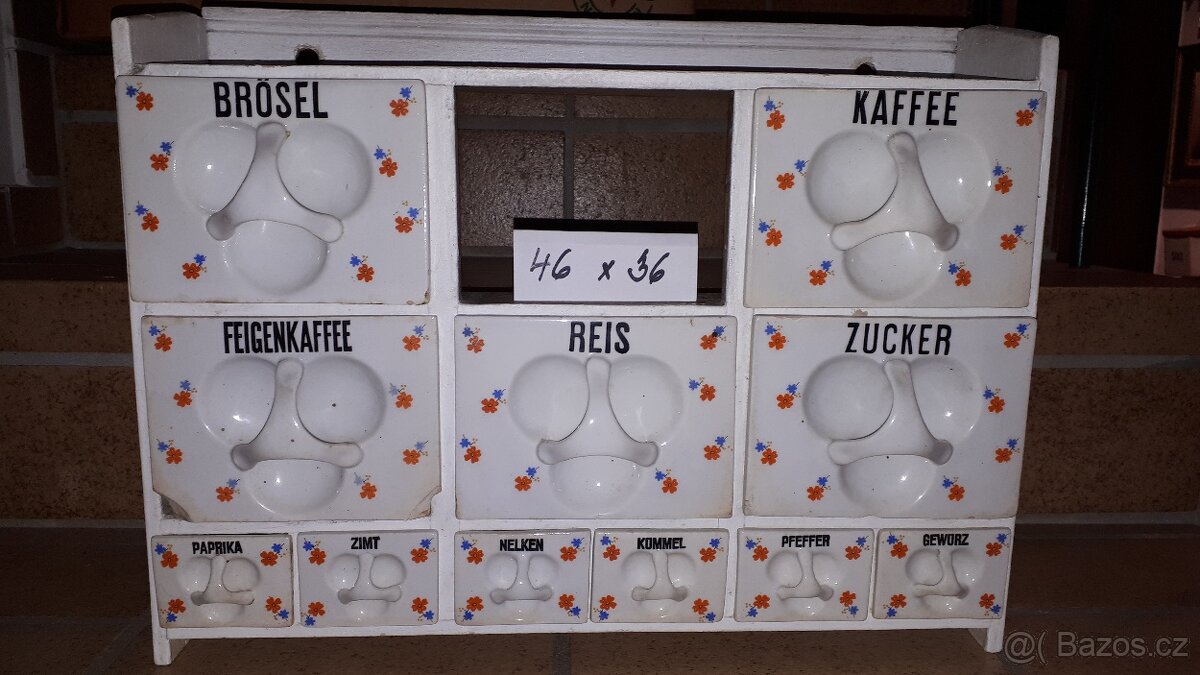 BRÖSEL
KAFFEE
46 x 36
FEIGENKAFFEE
REIS
ZUCKER
PAPRIKA
ZIMT
NELKEN
KÜMMEL
PFEFFER
GEWÜRZ
@( Bazos.cz